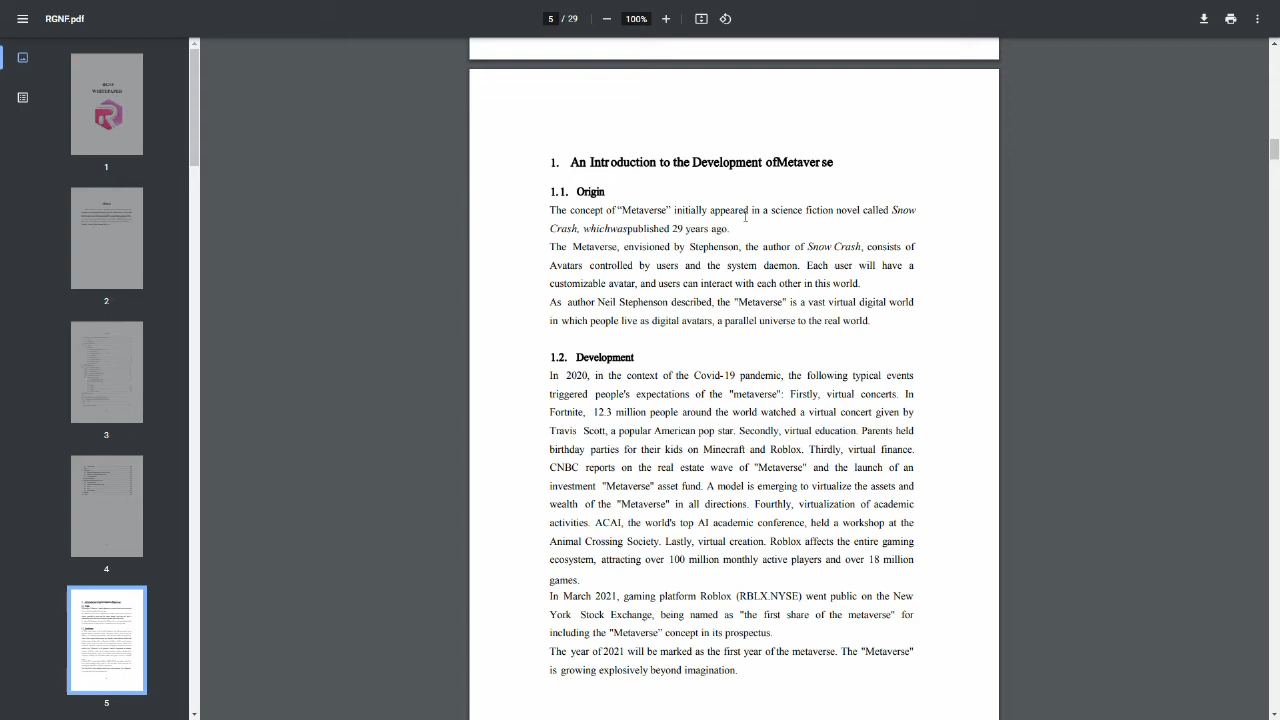 RGNF.pdf
5 / 29
100%
RGNF
WHITEPAPER
1
2
3
4
5
1. An Introduction to the Development ofMetaverse
1.1. Origin
The concept of “Metaverse” initially appeared in a science fiction novel called Snow
Crash, whichwaspublished 29 years ago.
The Metaverse, envisioned by Stephenson, the author of Snow Crash, consists of
Avatars controlled by users and the system daemon. Each user will have a
customizable avatar, and users can interact with each other in this world.
As author Neil Stephenson described, the "Metaverse" is a vast virtual digital world
in which people live as digital avatars, a parallel universe to the real world.
1.2. Development
In 2020, in the context of the Covid-19 pandemic, the following typical events
triggered people's expectations of the "metaverse": Firstly, virtual concerts. In
Fortnite, 12.3 million people around the world watched a virtual concert given by
Travis Scott, a popular American pop star. Secondly, virtual education. Parents held
birthday parties for their kids on Minecraft and Roblox. Thirdly, virtual finance.
CNBC reports on the real estate wave of "Metaverse" and the launch of an
investment "Metaverse" asset fund. A model is emerging to virtualize the assets and
wealth of the "Metaverse" in all directions. Fourthly, virtualization of academic
activities. ACAI, the world's top AI academic conference, held a workshop at the
Animal Crossing Society. Lastly, virtual creation. Roblox affects the entire gaming
ecosystem, attracting over 100 million monthly active players and over 18 million
games.
In March 2021, gaming platform Roblox (RBLX.NYSE) went public on the New
York Stock Exchange, being named as "the first share of the metaverse" for
including the "Metaverse” concept in its prospectus.
The year of 2021 will be marked as the first year of the metaverse. The "Metaverse"
is growing explosively beyond imagination.